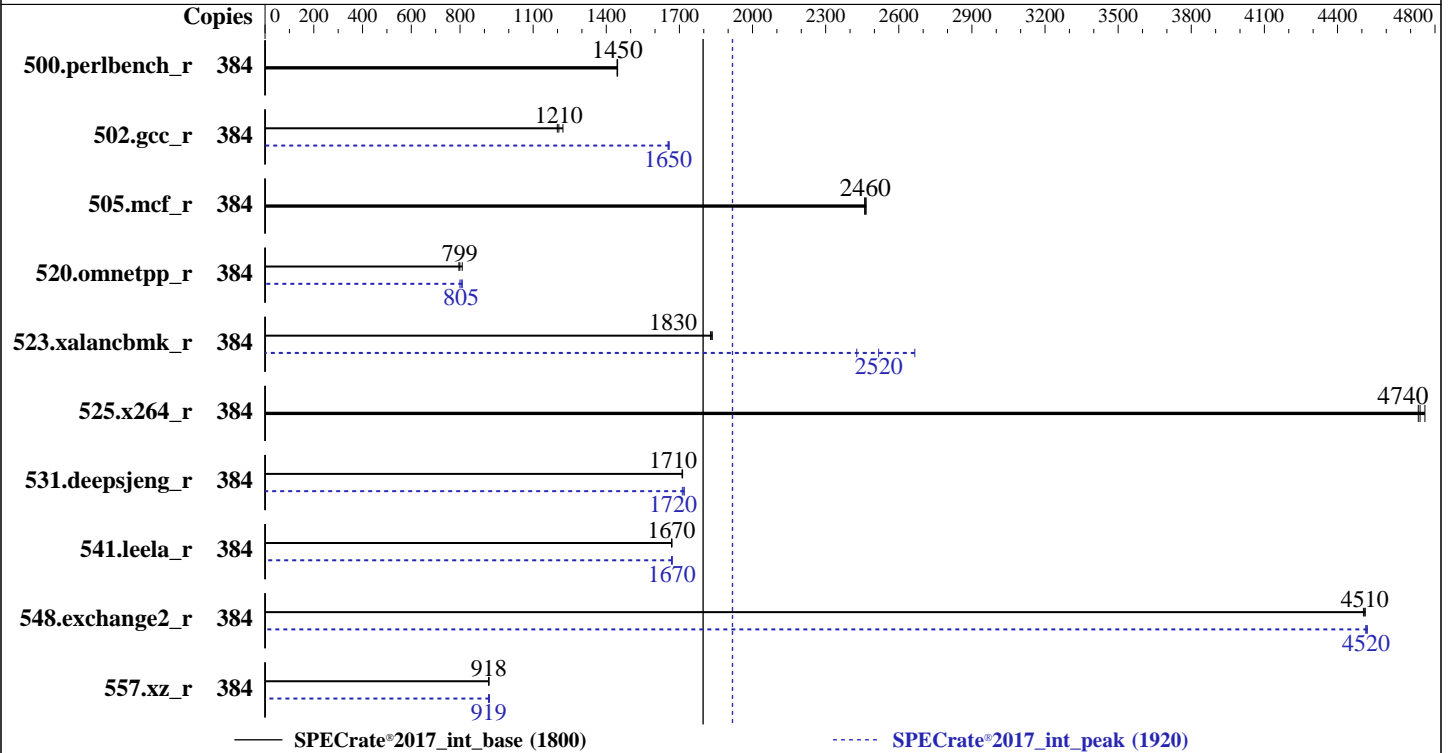 Copies 0 200 400 600 800 1100 1400 1700 2000 2300 2600 2900 3200 3500 3800 4100 4400 4800
1450
500.perlbench_r 384
1210
502.gcc_r 384
1650
2460
505.mcf_r 384
799
520.omnetpp_r 384
805
1830
523.xalancbmk_r 384
2520
4740
525.x264_r 384
1710
531.deepsjeng_r 384
1720
1670
541.leela_r 384
1670
4510
548.exchange2_r 384
4520
918
557.xz_r 384
919
SPECrate®2017_int_base (1800) SPECrate®2017_int_peak (1920)